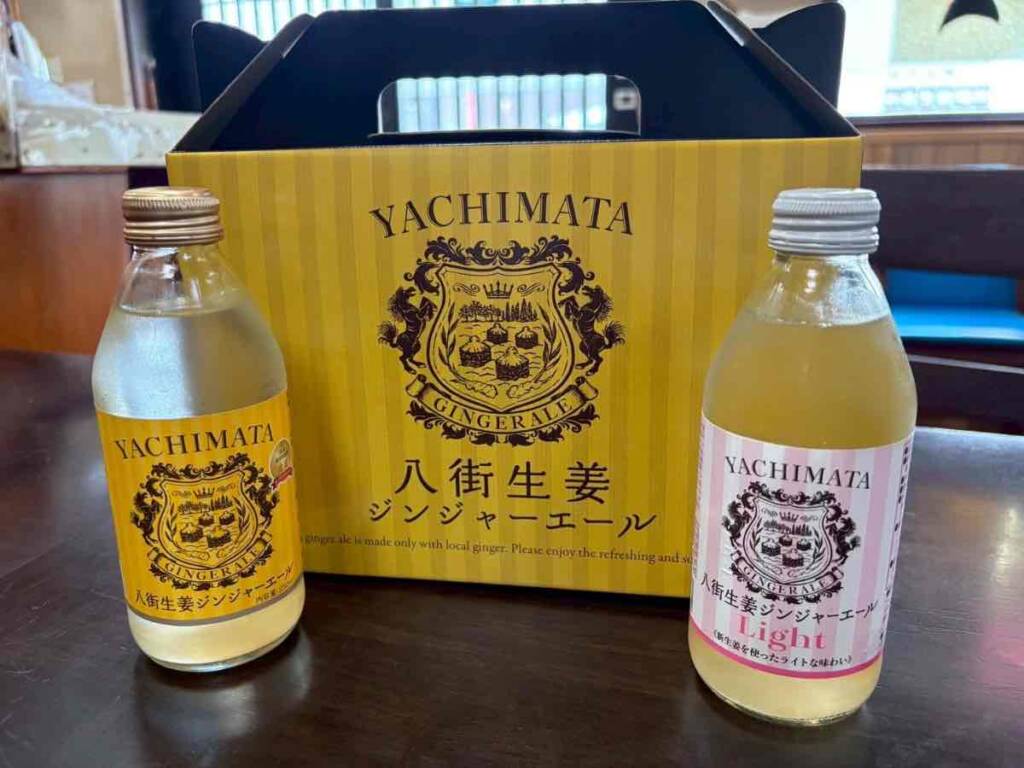 YACHIMATA
GINGERALE
八街生姜
ジンジャーエール
ginger ale is made only with local ginger. Please enjoy the refreshing and
YACHIMATA
GINGERALE
八街生姜ジンジャーエール
内容量
YACHIMATA
GINGERALE
八街生姜ジンジャーエール
Light
《新生姜を使ったライトな味わい》